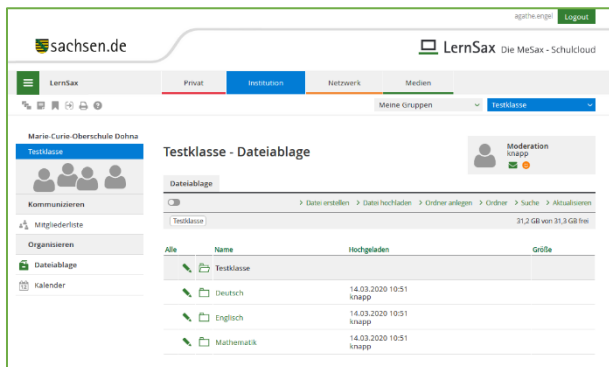 agathe.engel Logout
sachsen.de
LernSax Die MeSax - Schulcloud
LernSax Privat Institution Netzwerk Medien
Meine Gruppen Testklasse
Marie-Curie-Oberschule Dohna
Testklasse
Kommunizieren
Mitgliederliste
Organisieren
Dateiablage
Kalender
Testklasse - Dateiablage
Moderation
knapp
Dateiablage
> Datei erstellen > Datei hochladen > Ordner anlegen > Ordner > Suche > Aktualisieren
Testklasse 31,2 GB von 31,3 GB frei
Alle Name Hochgeladen Größe
Testklasse
Deutsch 14.03.2020 10:51
knapp
Englisch 14.03.2020 10:51
knapp
Mathematik 14.03.2020 10:51
knapp